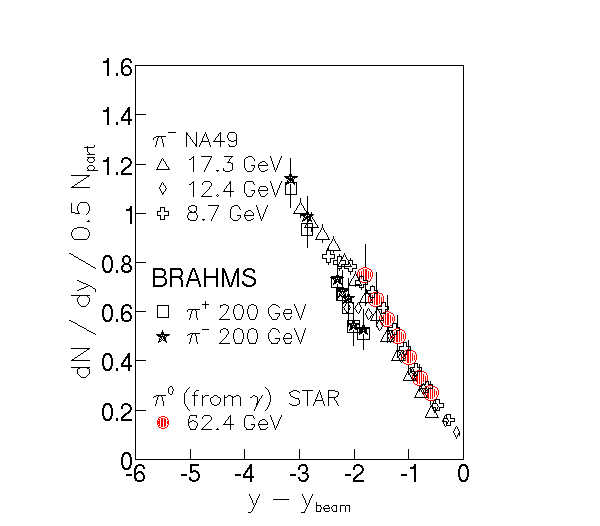 1.6
1.4
1.2
1
0.8
0.6
0.4
0.2
0
dN / dy / 0.5 N_part
π⁻ NA49
17.3 GeV
12.4 GeV
8.7 GeV
BRAHMS
π⁺ 200 GeV
π⁻ 200 GeV
π⁰ (from γ) STAR
62.4 GeV
-6 -5 -4 -3 -2 -1 0
y − y_beam